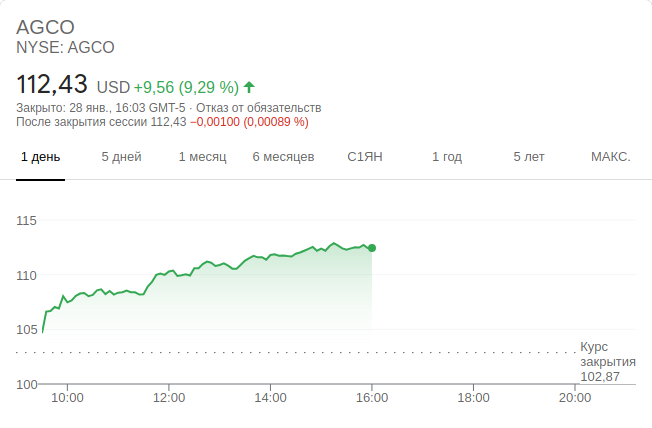 AGCO
NYSE: AGCO
112,43 USD +9,56 (9,29 %)
Закрыто: 28 янв., 16:03 GMT-5 · Отказ от обязательств
После закрытия сессии 112,43 −0,00100 (0,00089 %)
1 день 5 дней 1 месяц 6 месяцев С1ЯН 1 год 5 лет МАКС.
115
110
105
Курс
закрытия
102,87
100
10:00 12:00 14:00 16:00 18:00 20:00